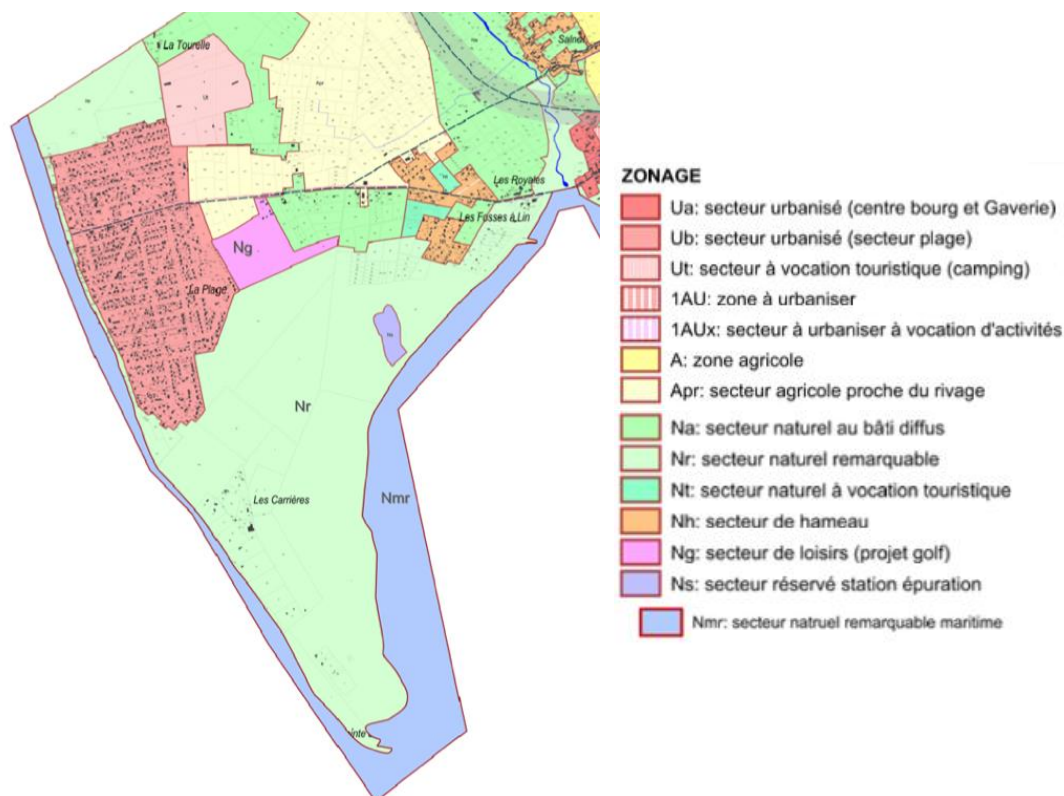 La Tourelle
Ut
Apr
Salnel
Les Royales
Les Fosses à Lin
Ng
La Plage
Nr
Les Carrières
Nmr
ZONAGE
Ua: secteur urbanisé (centre bourg et Gaverie)
Ub: secteur urbanisé (secteur plage)
Ut: secteur à vocation touristique (camping)
1AU: zone à urbaniser
1AUx: secteur à urbaniser à vocation d'activités
A: zone agricole
Apr: secteur agricole proche du rivage
Na: secteur naturel au bâti diffus
Nr: secteur naturel remarquable
Nt: secteur naturel à vocation touristique
Nh: secteur de hameau
Ng: secteur de loisirs (projet golf)
Ns: secteur réservé station épuration
Nmr: secteur natruel remarquable maritime